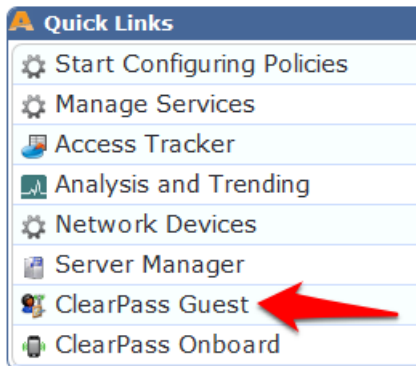 Quick Links
Start Configuring Policies
Manage Services
Access Tracker
Analysis and Trending
Network Devices
Server Manager
ClearPass Guest
ClearPass Onboard